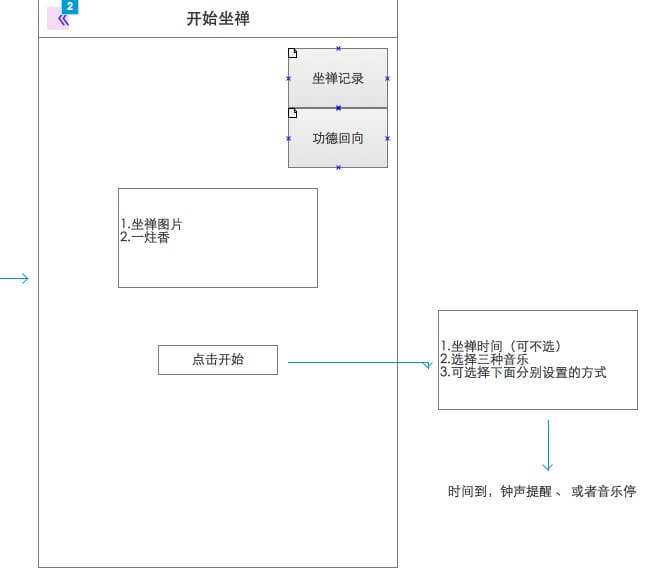 2
开始坐禅
坐禅记录
功德回向
1.坐禅图片
2.一炷香
点击开始
1.坐禅时间（可不选）
2.选择三种音乐
3.可选择下面分别设置的方式
时间到，钟声提醒 、 或者音乐停